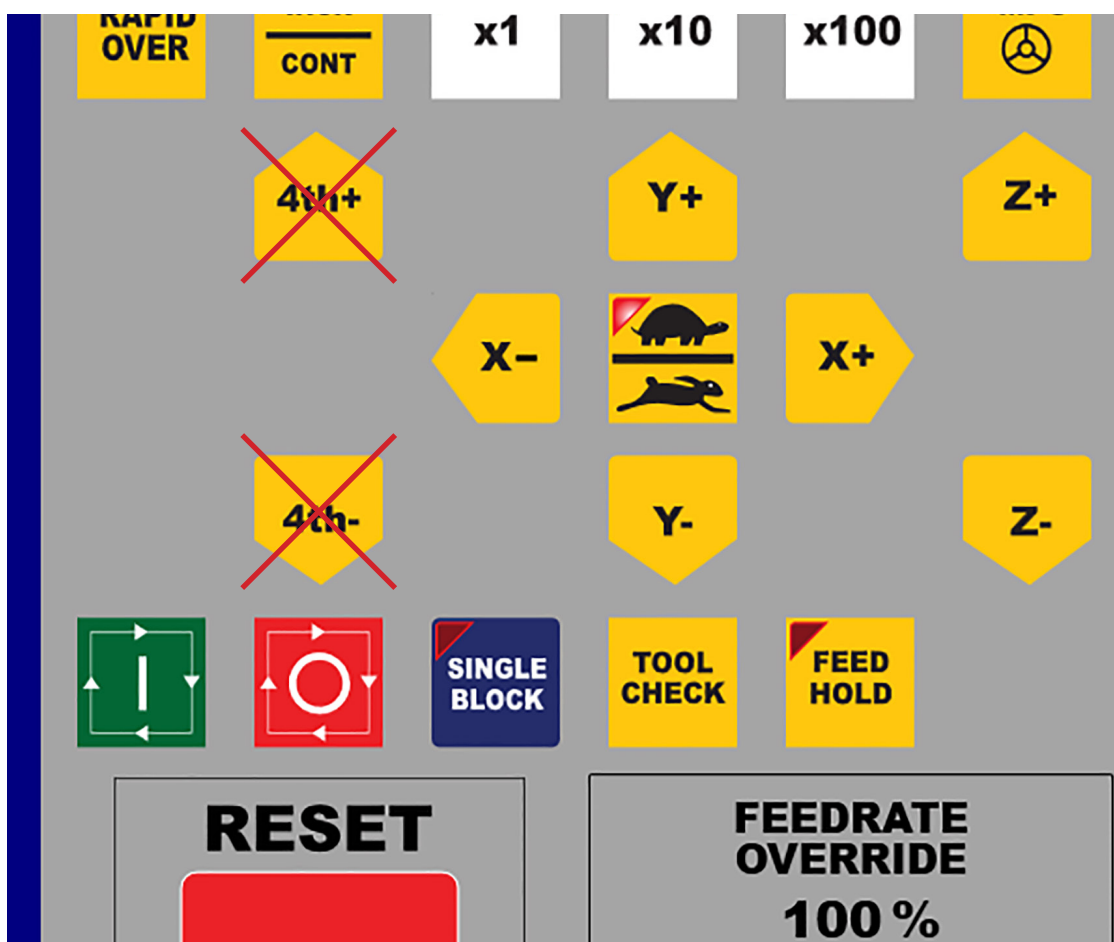 RAPID
OVER
CONT
x1
x10
x100
4th+
Y+
Z+
X-
X+
4th-
Y-
Z-
SINGLE
BLOCK
TOOL
CHECK
FEED
HOLD
RESET
FEEDRATE
OVERRIDE
100 %